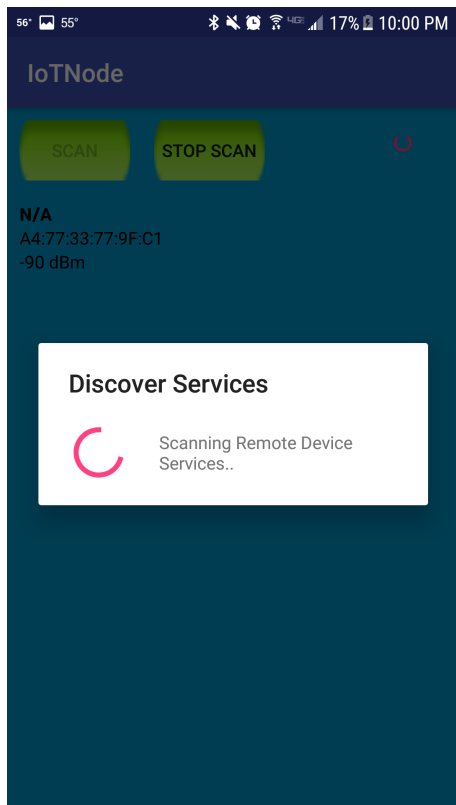 56° 55° 4GE 17% 10:00 PM
IoTNode
SCAN STOP SCAN
N/A
A4:77:33:77:9F:C1
-90 dBm
Discover Services
Scanning Remote Device
Services..